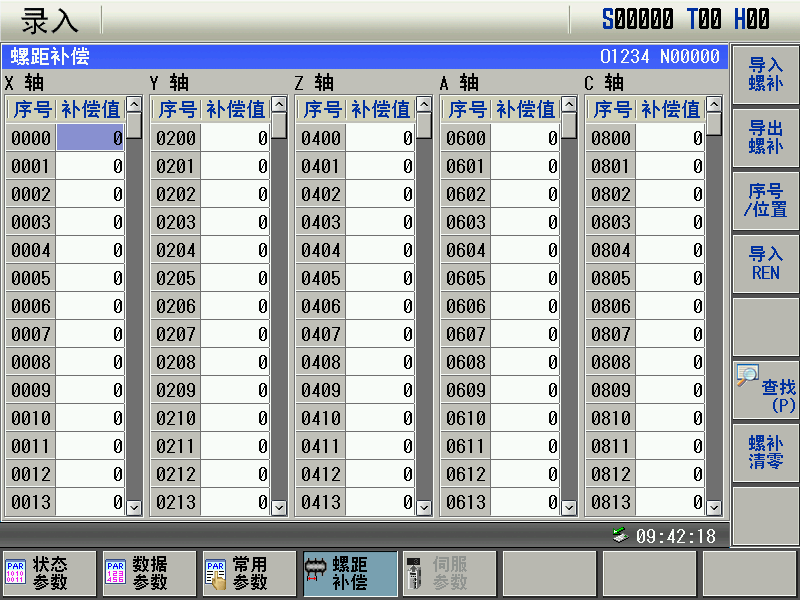 录入 S00000 T00 H00
螺距补偿 O1234 N00000
X 轴 Y 轴 Z 轴 A 轴 C 轴
序号 补偿值 序号 补偿值 序号 补偿值 序号 补偿值 序号 补偿值
0000 0 0200 0 0400 0 0600 0 0800 0
0001 0 0201 0 0401 0 0601 0 0801 0
0002 0 0202 0 0402 0 0602 0 0802 0
0003 0 0203 0 0403 0 0603 0 0803 0
0004 0 0204 0 0404 0 0604 0 0804 0
0005 0 0205 0 0405 0 0605 0 0805 0
0006 0 0206 0 0406 0 0606 0 0806 0
0007 0 0207 0 0407 0 0607 0 0807 0
0008 0 0208 0 0408 0 0608 0 0808 0
0009 0 0209 0 0409 0 0609 0 0809 0
0010 0 0210 0 0410 0 0610 0 0810 0
0011 0 0211 0 0411 0 0611 0 0811 0
0012 0 0212 0 0412 0 0612 0 0812 0
0013 0 0213 0 0413 0 0613 0 0813 0
导入
螺补
导出
螺补
序号
/位置
导入
REN
查找
(P)
螺补
清零
09:42:18
PAR
1010
0011
状态
参数
PAR
123
456
数据
参数
PAR
常用
参数
螺距
补偿
伺服
参数